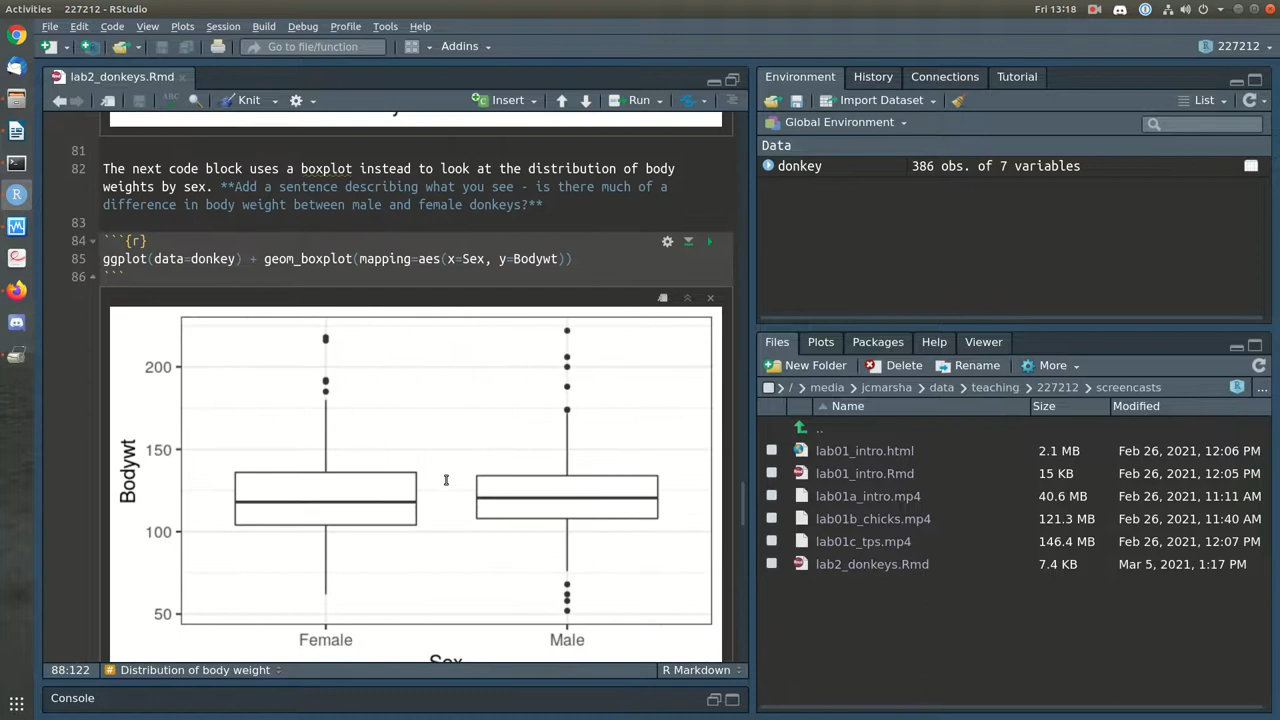 Activities 227212 - RStudio Fri 13:18
File Edit Code View Plots Session Build Debug Profile Tools Help
Go to file/function Addins 227212
lab2_donkeys.Rmd
Knit Insert Run
81
82 The next code block uses a boxplot instead to look at the distribution of body
weights by sex. **Add a sentence describing what you see - is there much of a
difference in body weight between male and female donkeys?**
83
84 ```{r}
85 ggplot(data=donkey) + geom_boxplot(mapping=aes(x=Sex, y=Bodywt))
86 ```
200
150
100
50
Bodywt
Female Male
Sex
88:122 # Distribution of body weight R Markdown
Console
Environment History Connections Tutorial
Import Dataset List
Global Environment
Data
donkey 386 obs. of 7 variables
Files Plots Packages Help Viewer
New Folder Delete Rename More
/ media jcmarsha data teaching 227212 screencasts ...
Name Size Modified
..
lab01_intro.html 2.1 MB Feb 26, 2021, 12:06 PM
lab01_intro.Rmd 15 KB Feb 26, 2021, 12:05 PM
lab01a_intro.mp4 40.6 MB Feb 26, 2021, 11:11 AM
lab01b_chicks.mp4 121.3 MB Feb 26, 2021, 11:40 AM
lab01c_tps.mp4 146.4 MB Feb 26, 2021, 12:07 PM
lab2_donkeys.Rmd 7.4 KB Mar 5, 2021, 1:17 PM